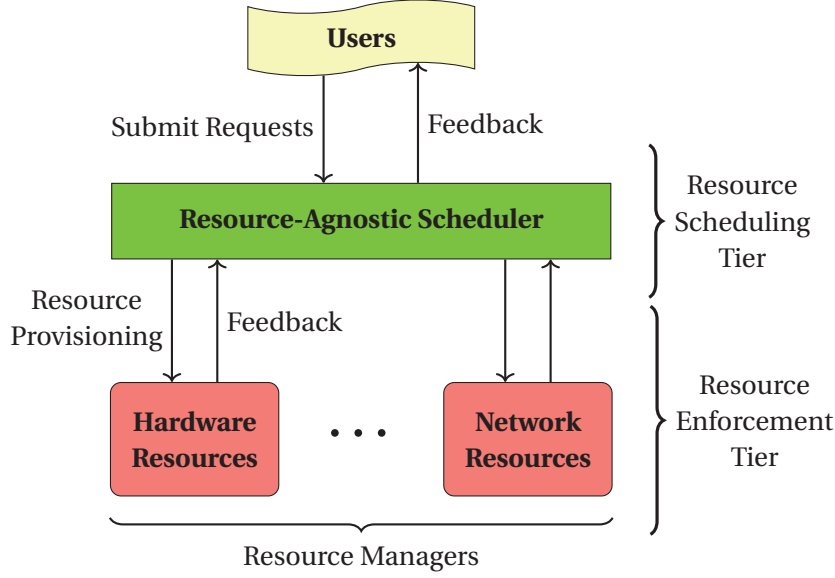 Users
Submit Requests
Feedback
Resource-Agnostic Scheduler
Resource
Scheduling
Tier
Resource
Provisioning
Feedback
Hardware
Resources
...
Network
Resources
Resource
Enforcement
Tier
Resource Managers